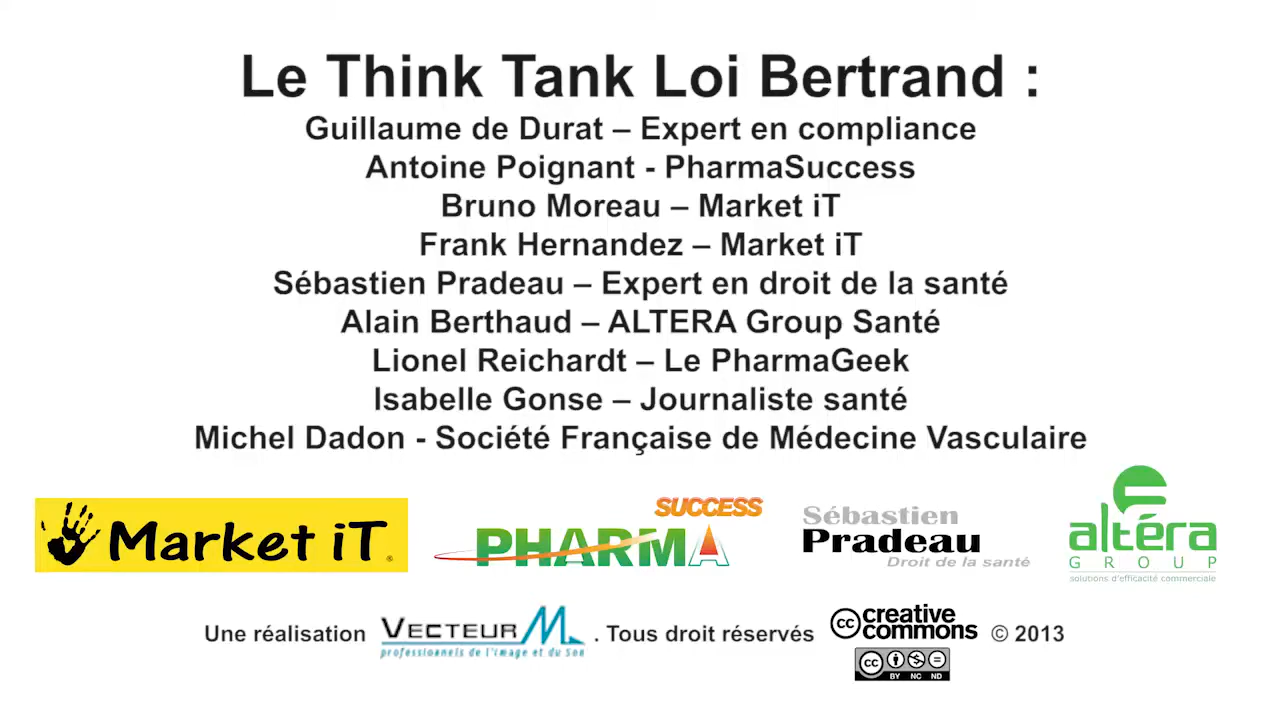 Le Think Tank Loi Bertrand :
Guillaume de Durat – Expert en compliance
Antoine Poignant - PharmaSuccess
Bruno Moreau – Market iT
Frank Hernandez – Market iT
Sébastien Pradeau – Expert en droit de la santé
Alain Berthaud – ALTERA Group Santé
Lionel Reichardt – Le PharmaGeek
Isabelle Gonse – Journaliste santé
Michel Dadon - Société Française de Médecine Vasculaire
Market iT ®
SUCCESS
PHARMA
Sébastien
Pradeau
Droit de la santé
altéra
GROUP
solutions d'efficacité commerciale
Une réalisation VECTEUR M . Tous droit réservés cc creative commons © 2013
professionnels de l'image et du Son
cc BY NC ND